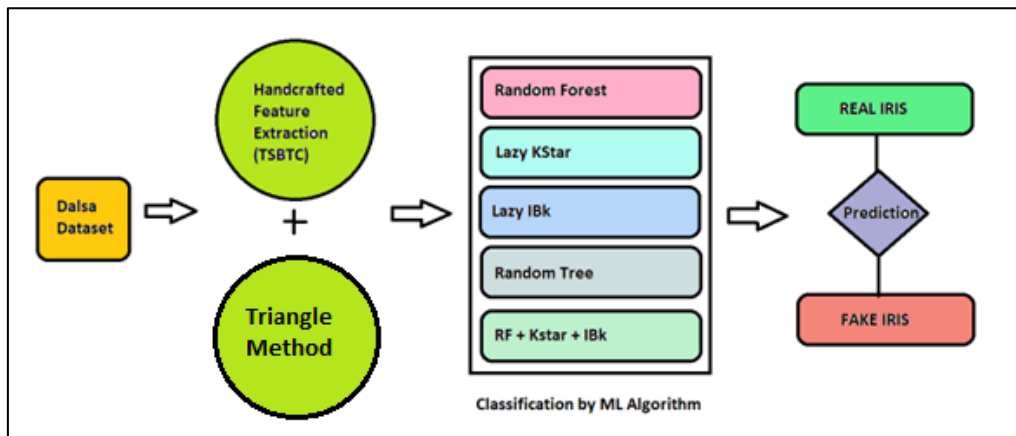 Dalsa
Dataset
Handcrafted
Feature
Extraction
(TSBTC)
+
Triangle
Method
Random Forest
Lazy KStar
Lazy IBk
Random Tree
RF + Kstar + IBk
Classification by ML Algorithm
REAL IRIS
Prediction
FAKE IRIS